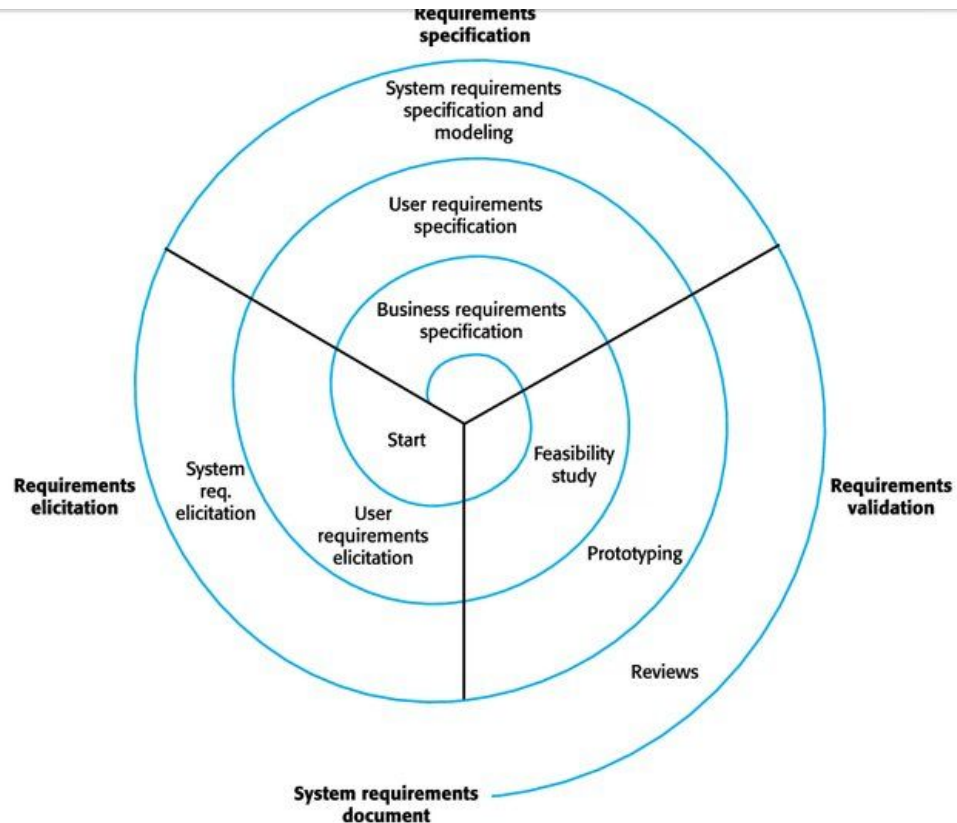 Requirements
specification
System requirements
specification and
modeling
User requirements
specification
Business requirements
specification
Start
Feasibility
study
System
req.
elicitation
User
requirements
elicitation
Requirements
elicitation
Requirements
validation
Prototyping
Reviews
System requirements
document